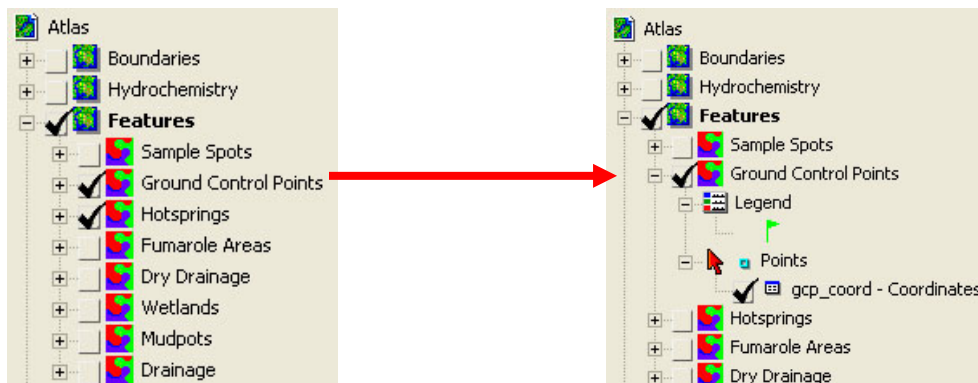 Atlas
Boundaries
Hydrochemistry
Features
Sample Spots
Ground Control Points
Hotsprings
Fumarole Areas
Dry Drainage
Wetlands
Mudpots
Drainage
Atlas
Boundaries
Hydrochemistry
Features
Sample Spots
Ground Control Points
Legend
Points
gcp_coord - Coordinates
Hotsprings
Fumarole Areas
Dry Drainage